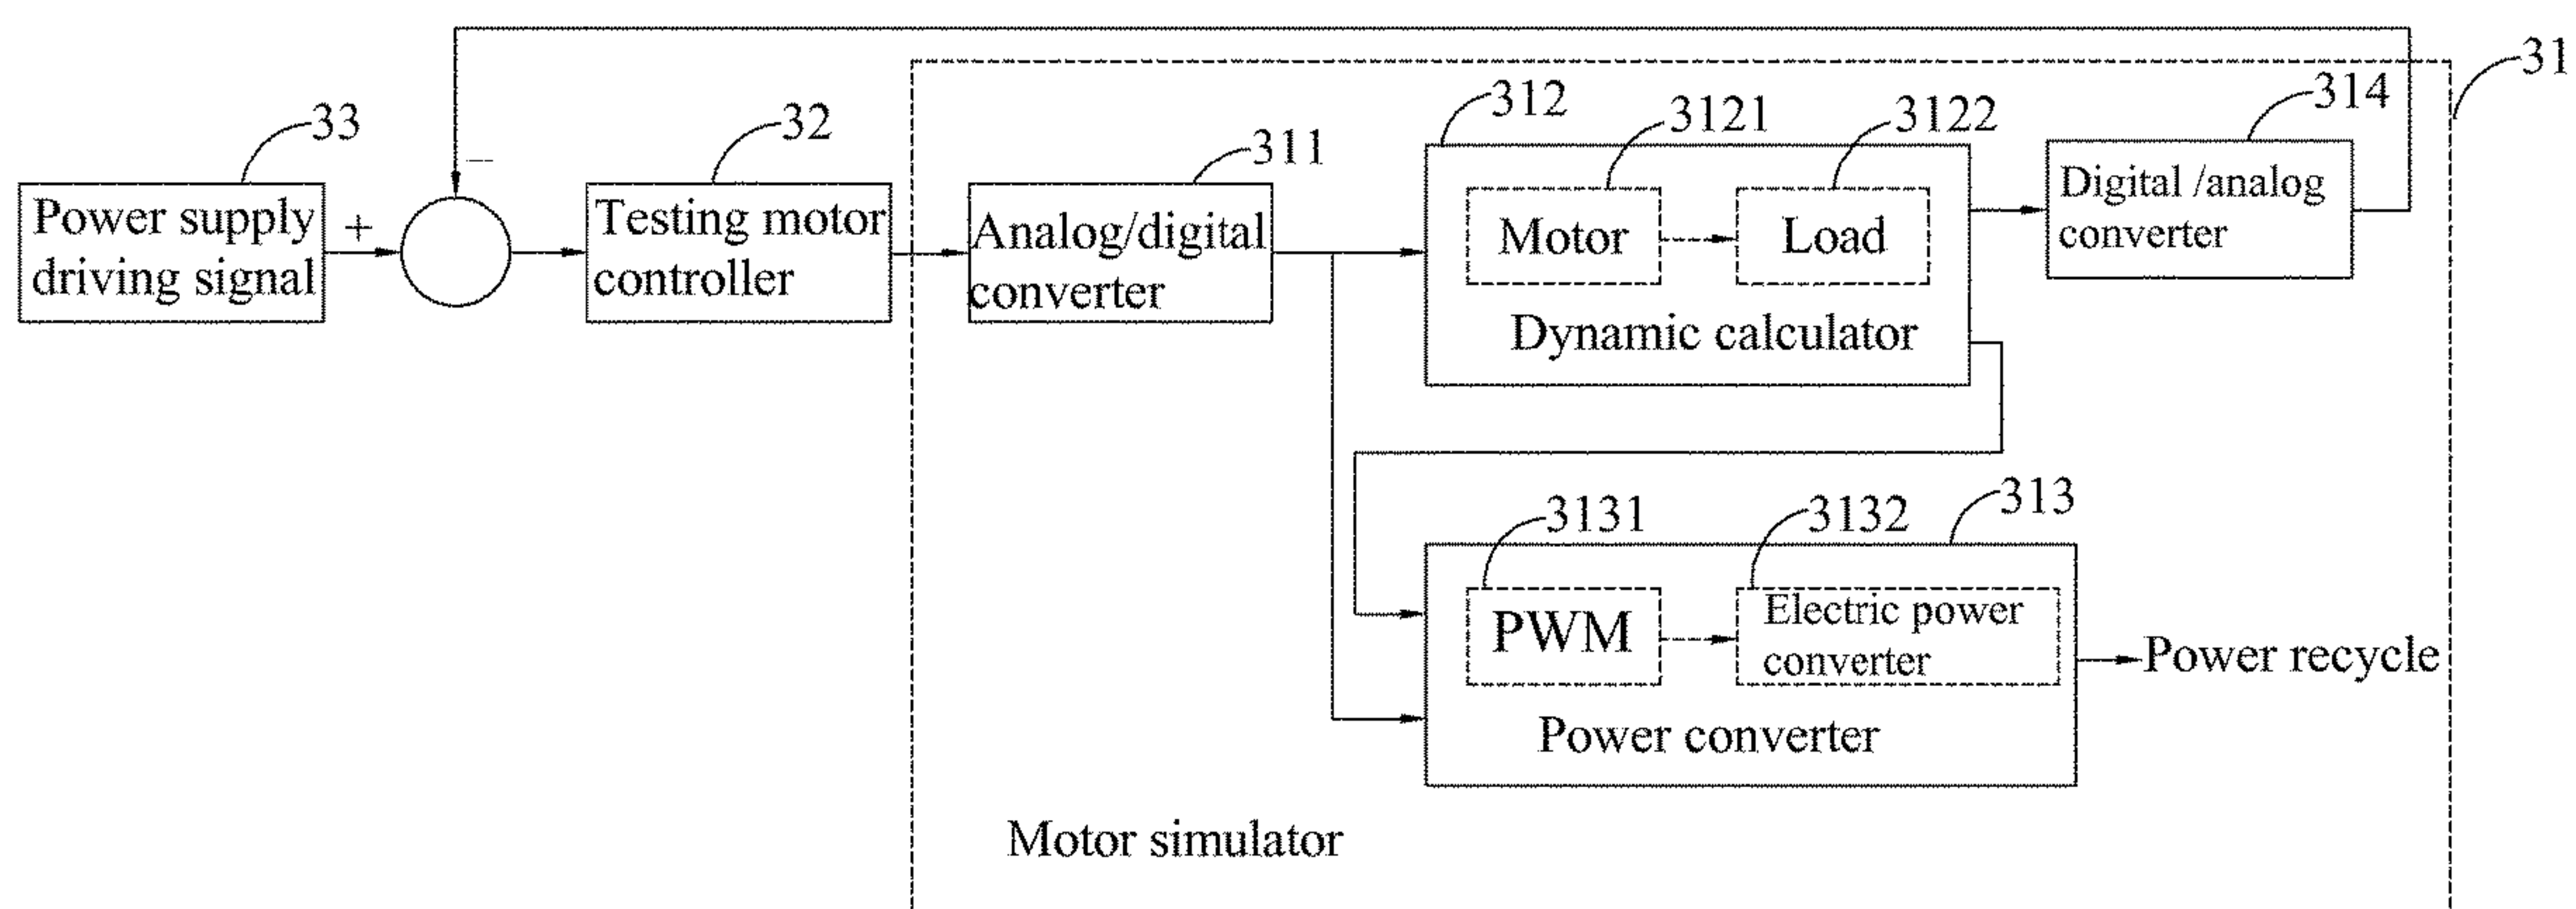 31
312
314
33
32
3121
3122
311
−
Power supply
driving signal
+
Testing motor
controller
Analog/digital
converter
Motor
Load
Dynamic calculator
Digital /analog
converter
3131
3132
313
PWM
Electric power
converter
Power converter
Power recycle
Motor simulator